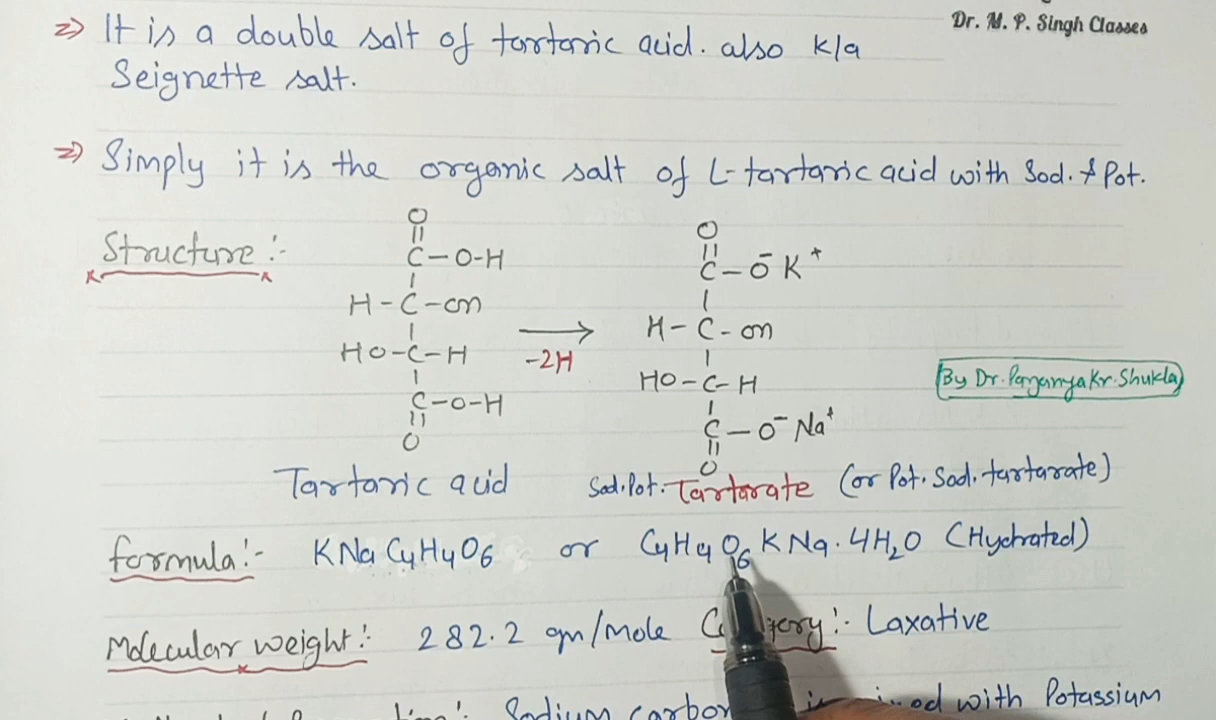 Dr. M. P. Singh Classes
=> It is a double salt of tartaric acid. also k/a
Seignette salt.
=> Simply it is the organic salt of L-tartaric acid with Sod. & Pot.
Structure :-
O
||
C-O-H
|
H-C-OH
|
HO-C-H
|
C-O-H
||
O
-2H
O
||
C-O⁻ K⁺
|
H-C-OH
|
HO-C-H
|
C-O⁻ Na⁺
||
O
By Dr. Kr. Shukla
Tartaric acid
Sod. Pot. Tartarate (or Pot. Sod. tartarate)
formula :- KNaC4H4O6 or C4H4O6KNa.4H2O (Hydrated)
Molecular weight :- 282.2 gm/mole :- Laxative
Sodium with Potassium